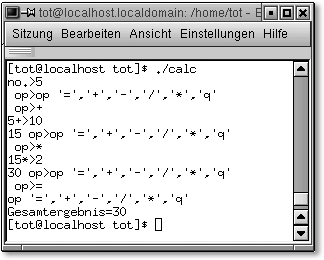 tot@localhost.localdomain: /home/tot -
Sitzung Bearbeiten Ansicht Einstellungen Hilfe
[tot@localhost tot]$ ./calc
no.>5
op>op '=','+','-','/','*','q'
op>+
5+>10
15 op>op '=','+','-','/','*','q'
op>*
15*>2
30 op>op '=','+','-','/','*','q'
op>=
op '=','+','-','/','*','q'
Gesamtergebnis=30
[tot@localhost tot]$